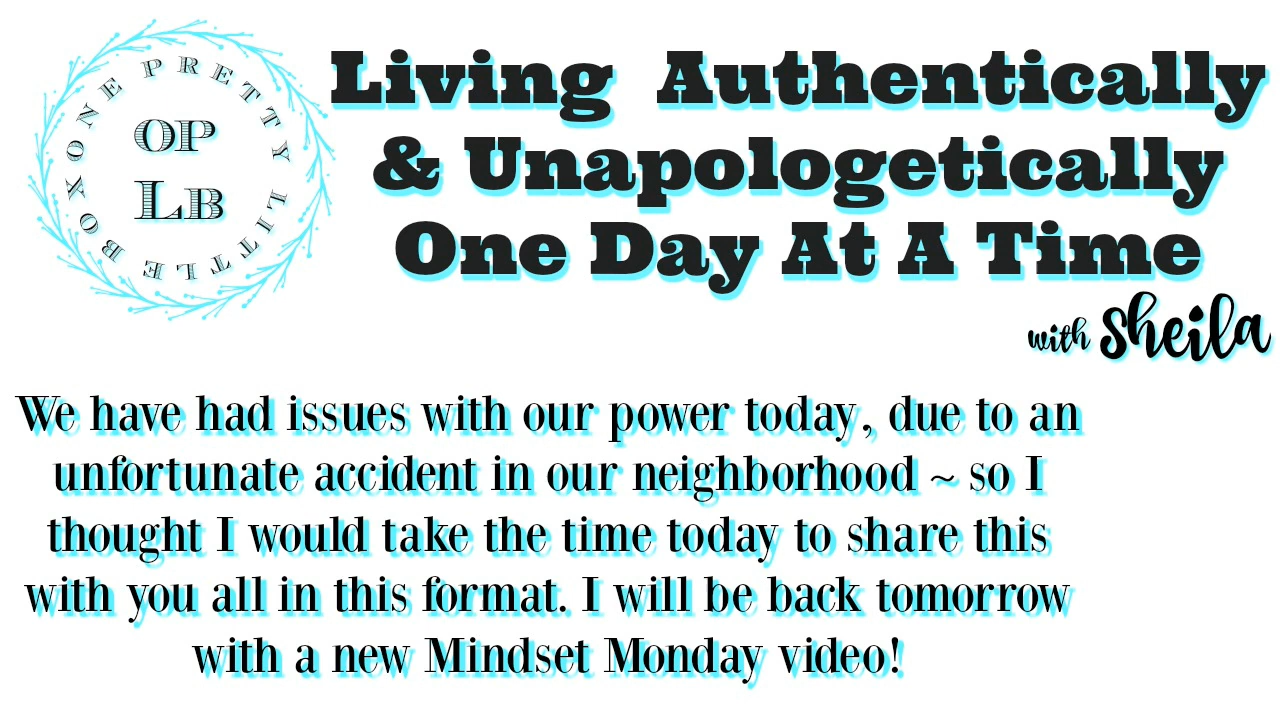 ONE PRETTY LITTLE BOX
OP
LB
Living Authentically
& Unapologetically
One Day At A Time
with Sheila
We have had issues with our power today, due to an
unfortunate accident in our neighborhood ~ so I
thought I would take the time today to share this
with you all in this format. I will be back tomorrow
with a new Mindset Monday video!